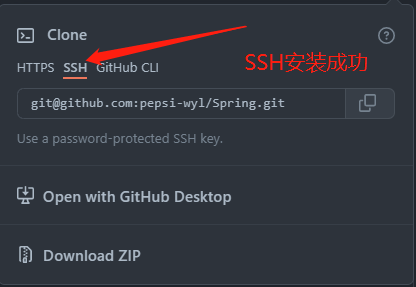 Clone
HTTPS SSH GitHub CLI
SSH安装成功
git@github.com:pepsi-wyl/Spring.git
Use a password-protected SSH key.
Open with GitHub Desktop
Download ZIP